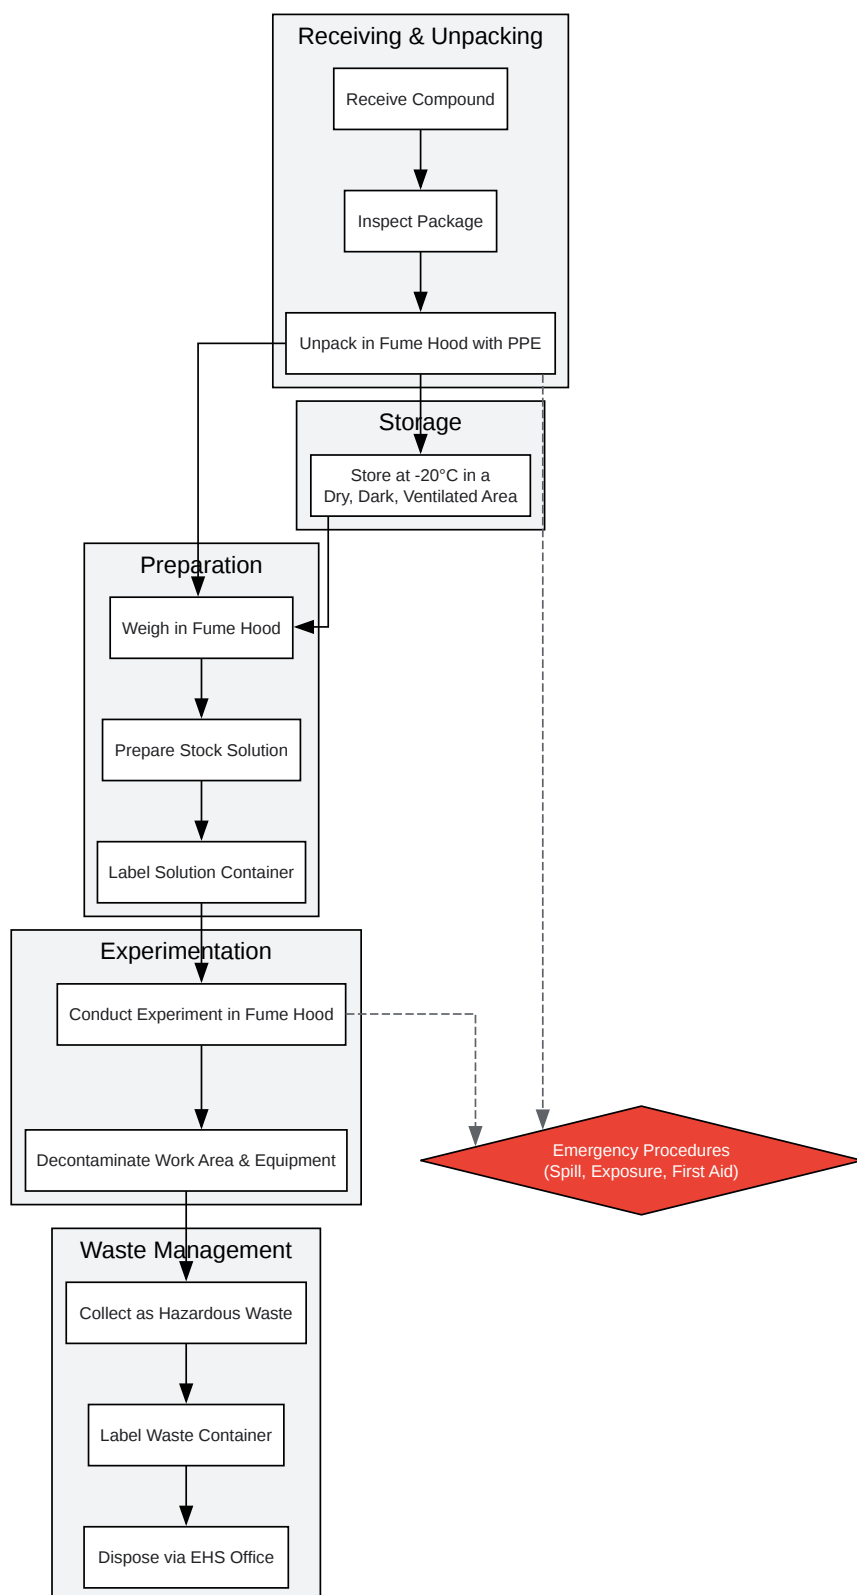 Receiving & Unpacking
Receive Compound
Inspect Package
Unpack in Fume Hood with PPE
Storage
Store at -20°C in a
Dry, Dark, Ventilated Area
Preparation
Weigh in Fume Hood
Prepare Stock Solution
Label Solution Container
Experimentation
Conduct Experiment in Fume Hood
Decontaminate Work Area & Equipment
Emergency Procedures
(Spill, Exposure, First Aid)
Waste Management
Collect as Hazardous Waste
Label Waste Container
Dispose via EHS Office